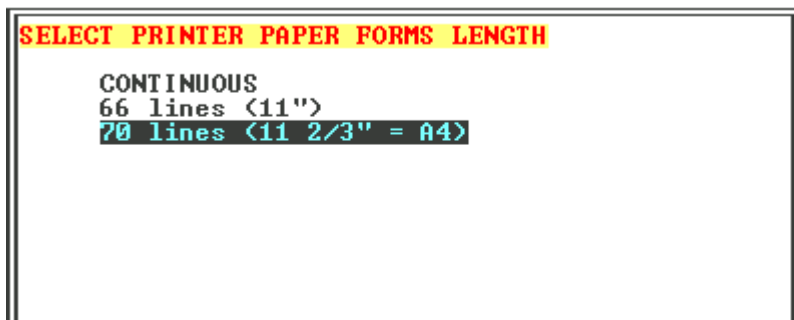 SELECT PRINTER PAPER FORMS LENGTH
CONTINUOUS
66 lines (11")
70 lines (11 2/3" = A4)